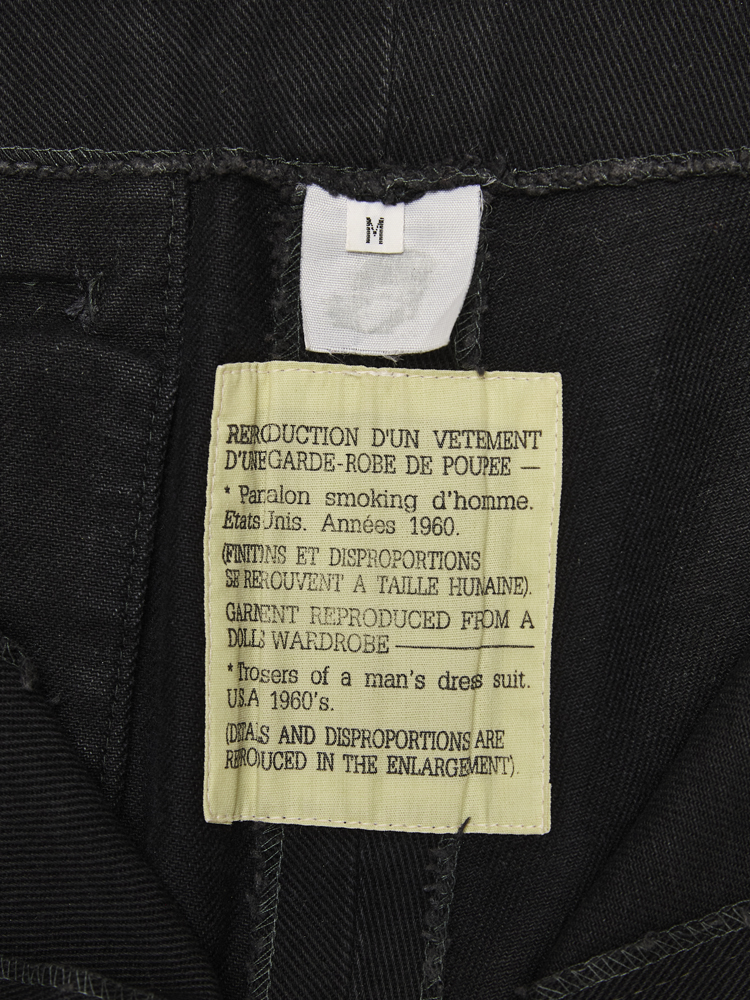 M
REPRODUCTION D'UN VETEMENT
D'UNE GARDE-ROBE DE POUPEE —
* Pantalon smoking d'homme.
Etats Unis. Années 1960.
(FINITIONS ET DISPROPORTIONS
SE RETROUVENT A TAILLE HUMAINE).
GARMENT REPRODUCED FROM A
DOLL'S WARDROBE
* Trousers of a man's dress suit.
U.S.A 1960's.
(DETAILS AND DISPROPORTIONS ARE
REPRODUCED IN THE ENLARGEMENT).